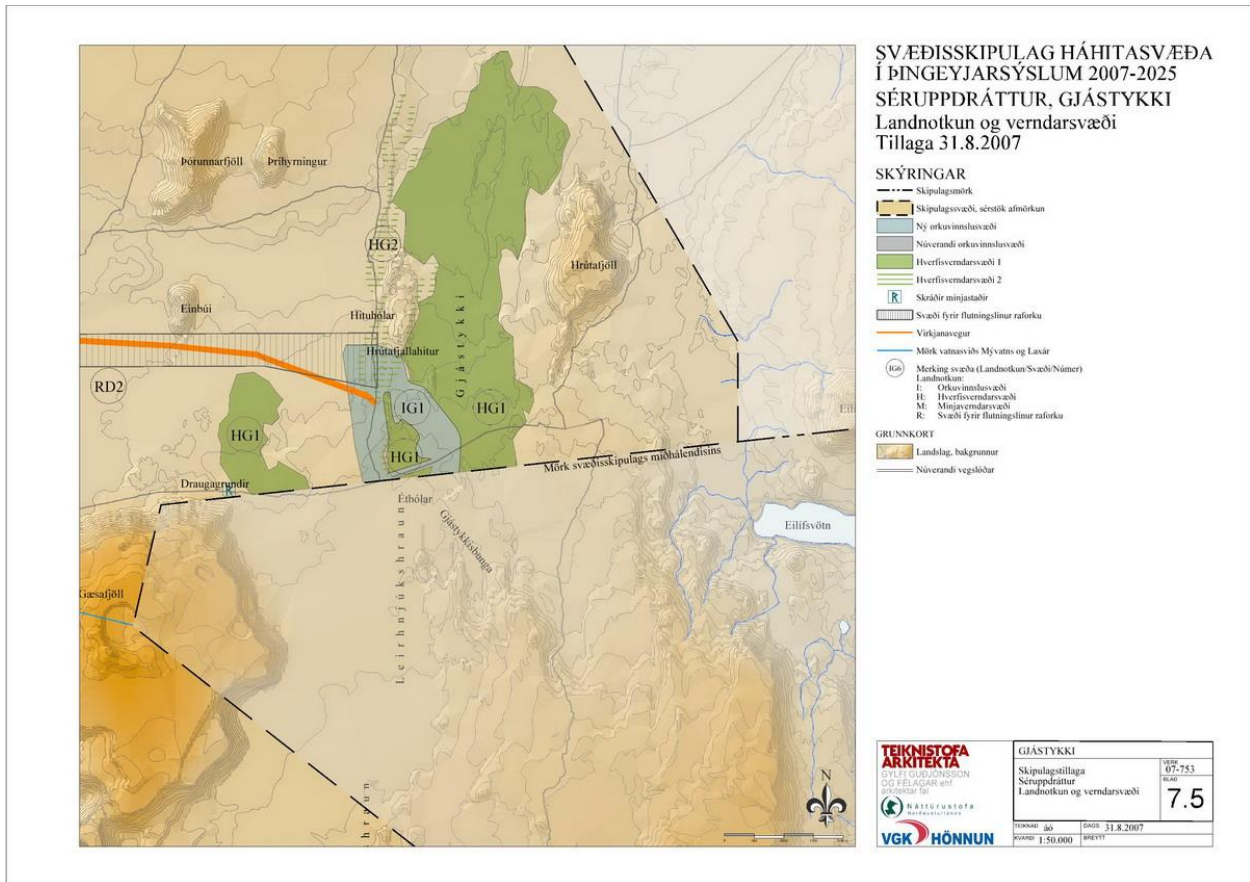 SVÆÐISSKIPULAG HÁHITASVÆÐA
Í ÞINGEYJARSÝSLUM 2007-2025
SÉRUPPDRÁTTUR, GJÁSTYKKI
Landnotkun og verndarsvæði
Tillaga 31.8.2007
SKÝRINGAR
Skipulagsmörk
Skipulagssvæði, sérstök afmörkun
Ný orkuvinnslusvæði
Núverandi orkuvinnslusvæði
Hverfisverndarsvæði 1
Hverfisverndarsvæði 2
R Skráðir minjastaðir
Svæði fyrir flutningslínur raforku
Virkjanavegur
Mörk vatnasviðs Mývatns og Laxár
IG6 Merking svæða (Landnotkun/Svæði/Númer)
Landnotkun:
I: Orkuvinnslusvæði
H: Hverfisverndarsvæði
M: Minjaverndarsvæði
R: Svæði fyrir flutningslínur raforku
GRUNNKORT
Landslag, bakgrunnur
Núverandi vegslóðar
Þórunnarfjöll
Þríhyrningur
HG2
Hrútafjöll
Einbúi
Hituhólar
Gjástykki
Hrútafjallahitur
RD2
IG1
HG1
HG1
HG1
Mörk svæðisskipulags miðhálendisins
Draugagrundir
R
Éthólar
Eilífsvötn
Gjástykkisbunga
Leirhnjúkshraun
Gæsafjöll
hraun
N
TEIKNISTOFA
ARKITEKTA
GYLFI GUÐJÓNSSON
OG FÉLAGAR ehf.
arkitektar faí
Náttúrustofa
Norðausturlands
VGK HÖNNUN
GJÁSTYKKI
Skipulagstillaga
Séruppdráttur
Landnotkun og verndarsvæði
VERK
07-753
BLAÐ
7.5
TEIKNAÐ áó DAGS 31.8.2007
KVARÐI 1:50.000 BREYTT